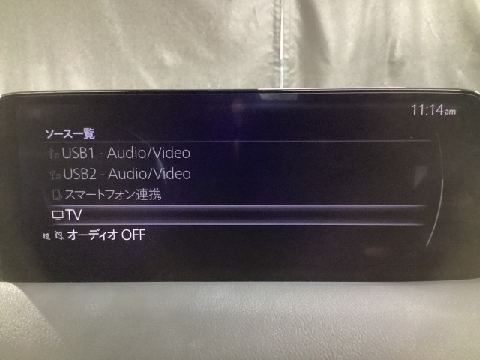 11:14am
ソース一覧
USB1 - Audio/Video
USB2 - Audio/Video
スマートフォン連携
TV
オーディオ OFF